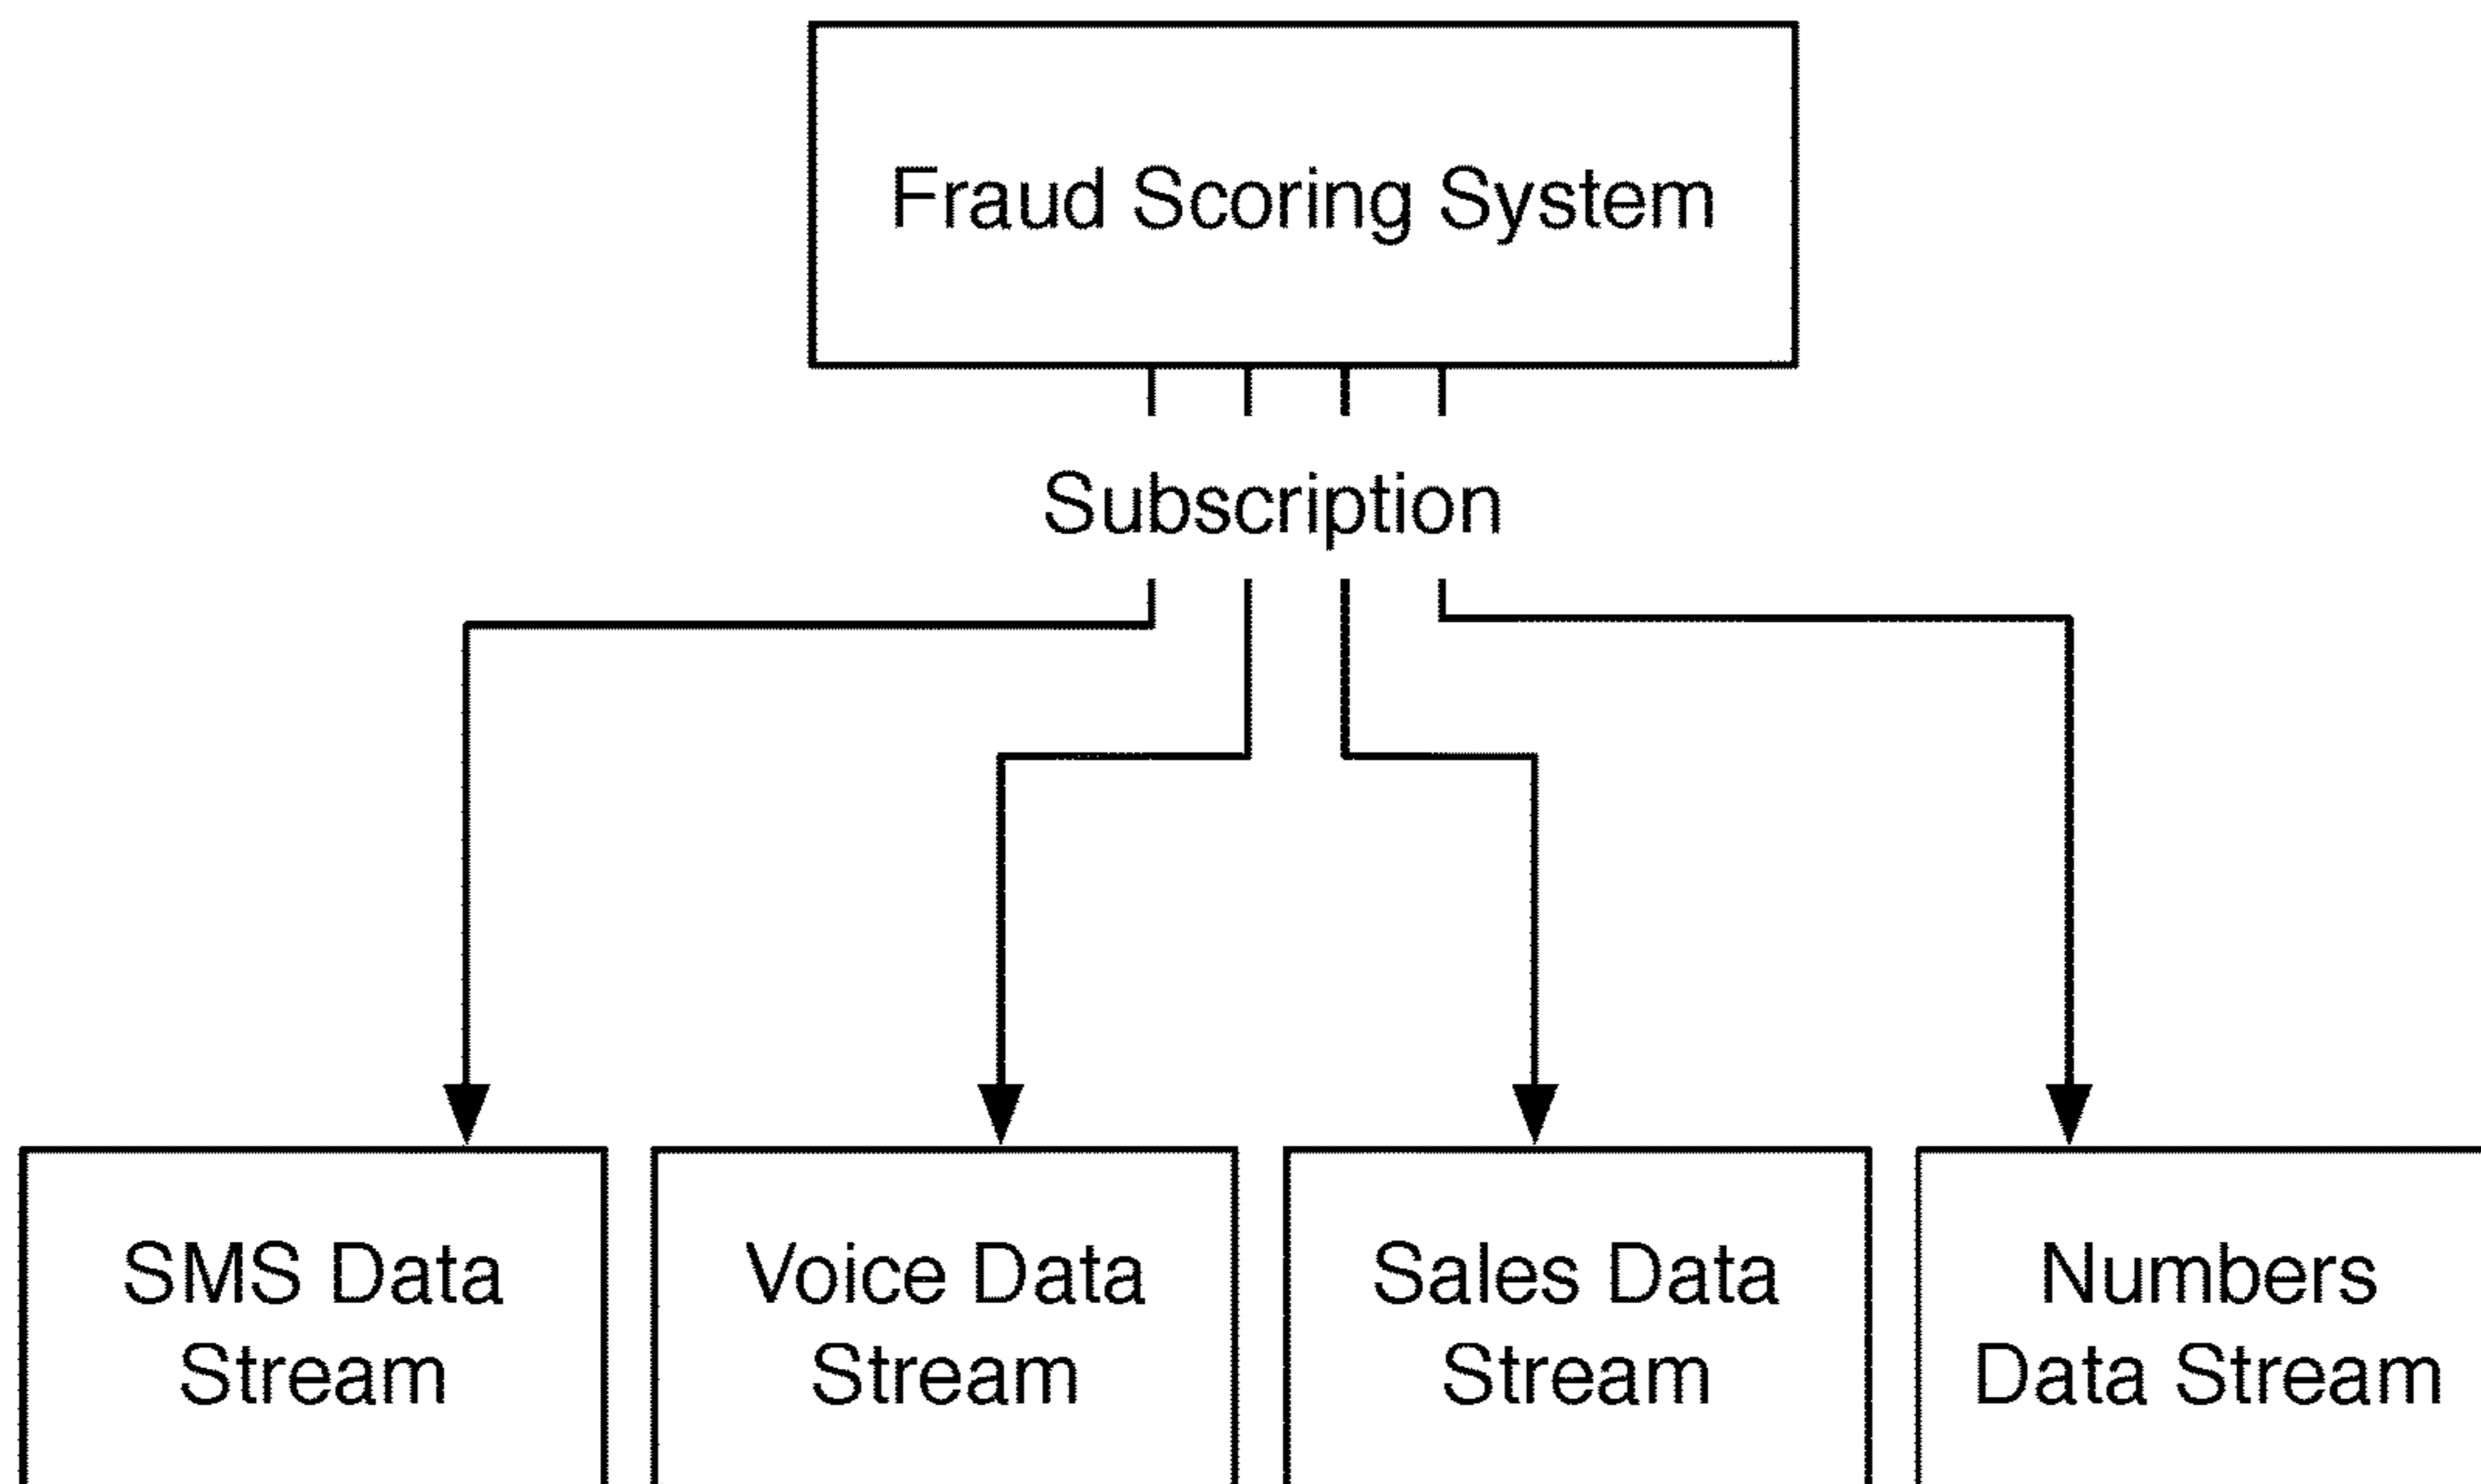 Fraud Scoring System
Subscription
SMS Data
Stream
Voice Data
Stream
Sales Data
Stream
Numbers
Data Stream